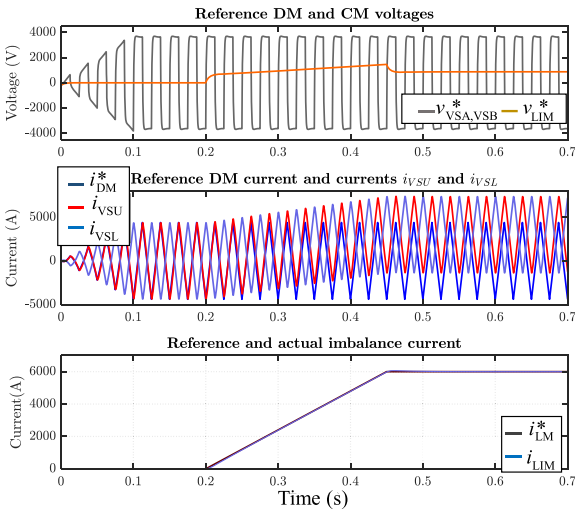 Reference DM and CM voltages
Voltage (V)
4000
2000
0
-2000
-4000
v*VSA,VSB v*LIM
0 0.1 0.2 0.3 0.4 0.5 0.6 0.7
Reference DM current and currents iVSU and iVSL
i*DM
iVSU
iVSL
Current (A)
5000
0
-5000
0 0.1 0.2 0.3 0.4 0.5 0.6 0.7
Reference and actual imbalance current
Current(A)
6000
4000
2000
0
i*LM
iLIM
0 0.1 0.2 0.3 0.4 0.5 0.6 0.7
Time (s)